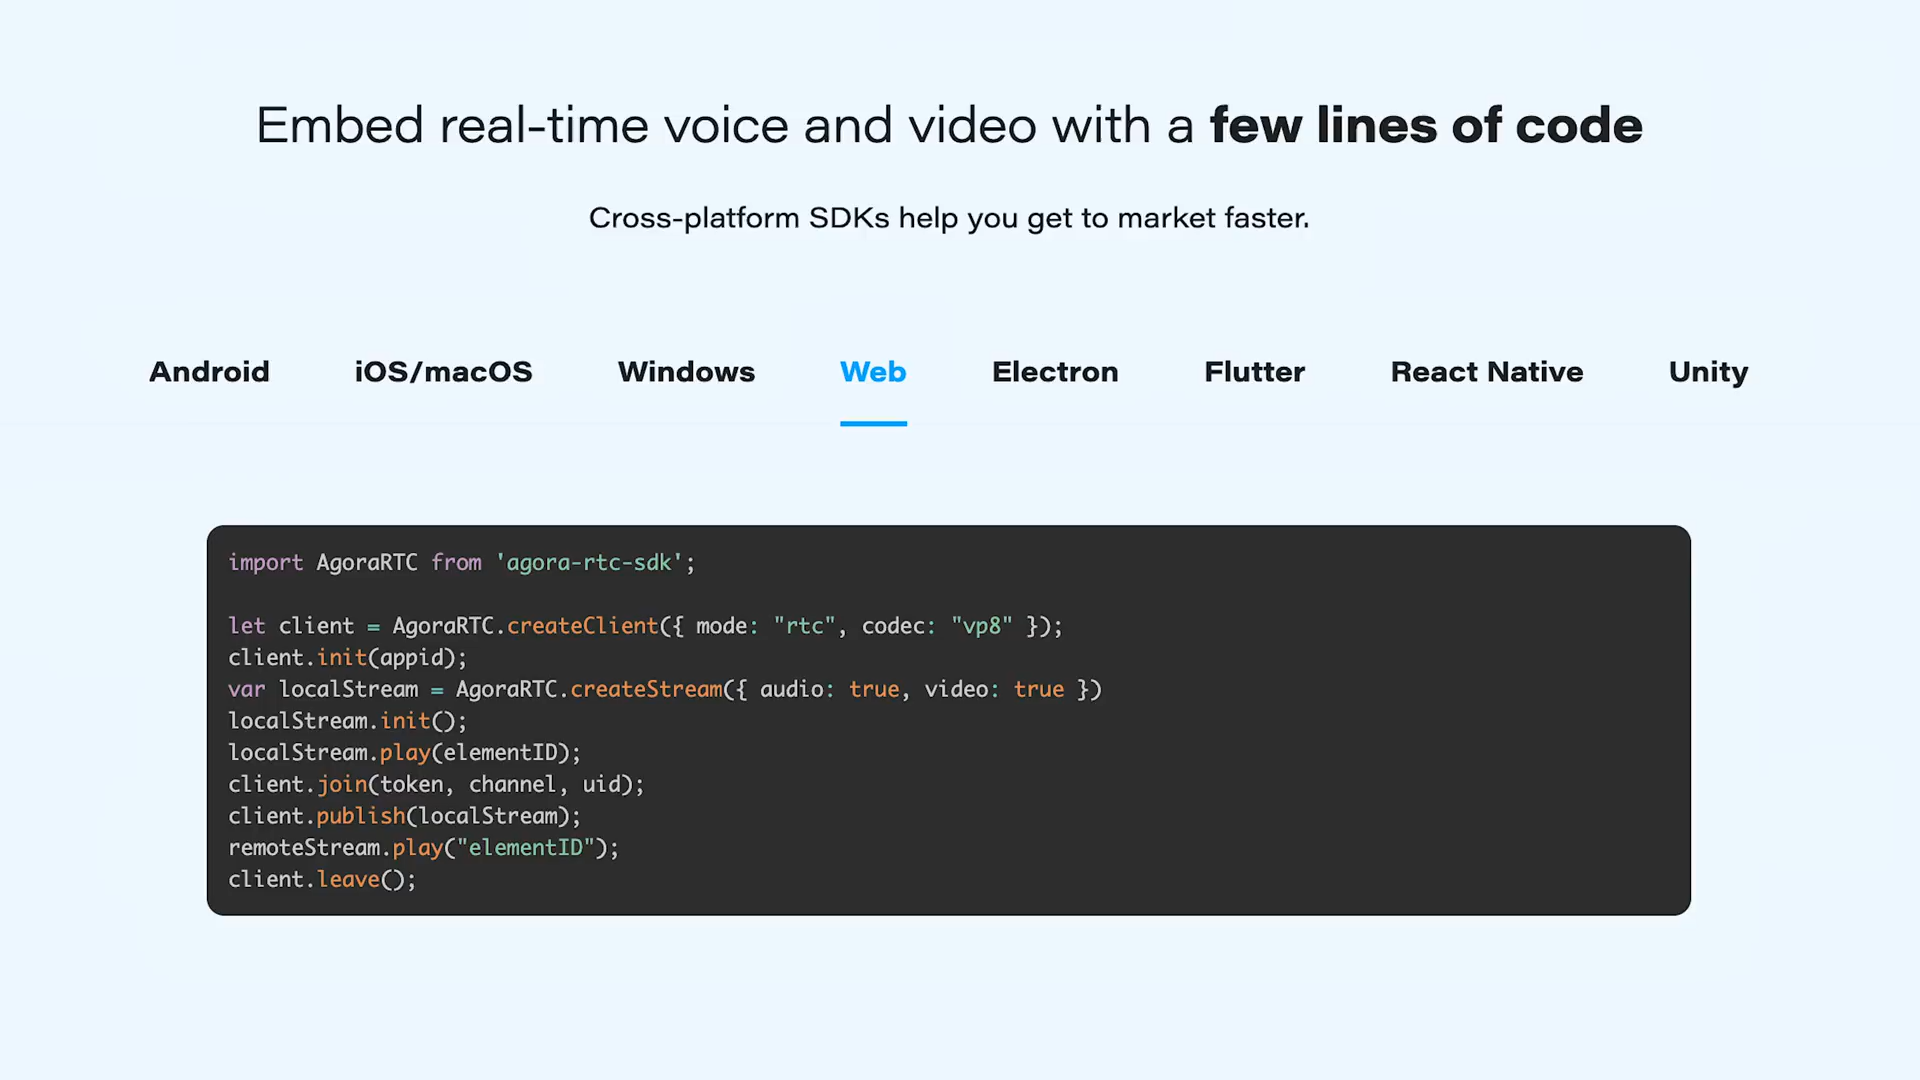 Embed real-time voice and video with a few lines of code
Cross-platform SDKs help you get to market faster.
Android iOS/macOS Windows Web Electron Flutter React Native Unity
import AgoraRTC from 'agora-rtc-sdk';
let client = AgoraRTC.createClient({ mode: "rtc", codec: "vp8" });
client.init(appid);
var localStream = AgoraRTC.createStream({ audio: true, video: true })
localStream.init();
localStream.play(elementID);
client.join(token, channel, uid);
client.publish(localStream);
remoteStream.play("elementID");
client.leave();